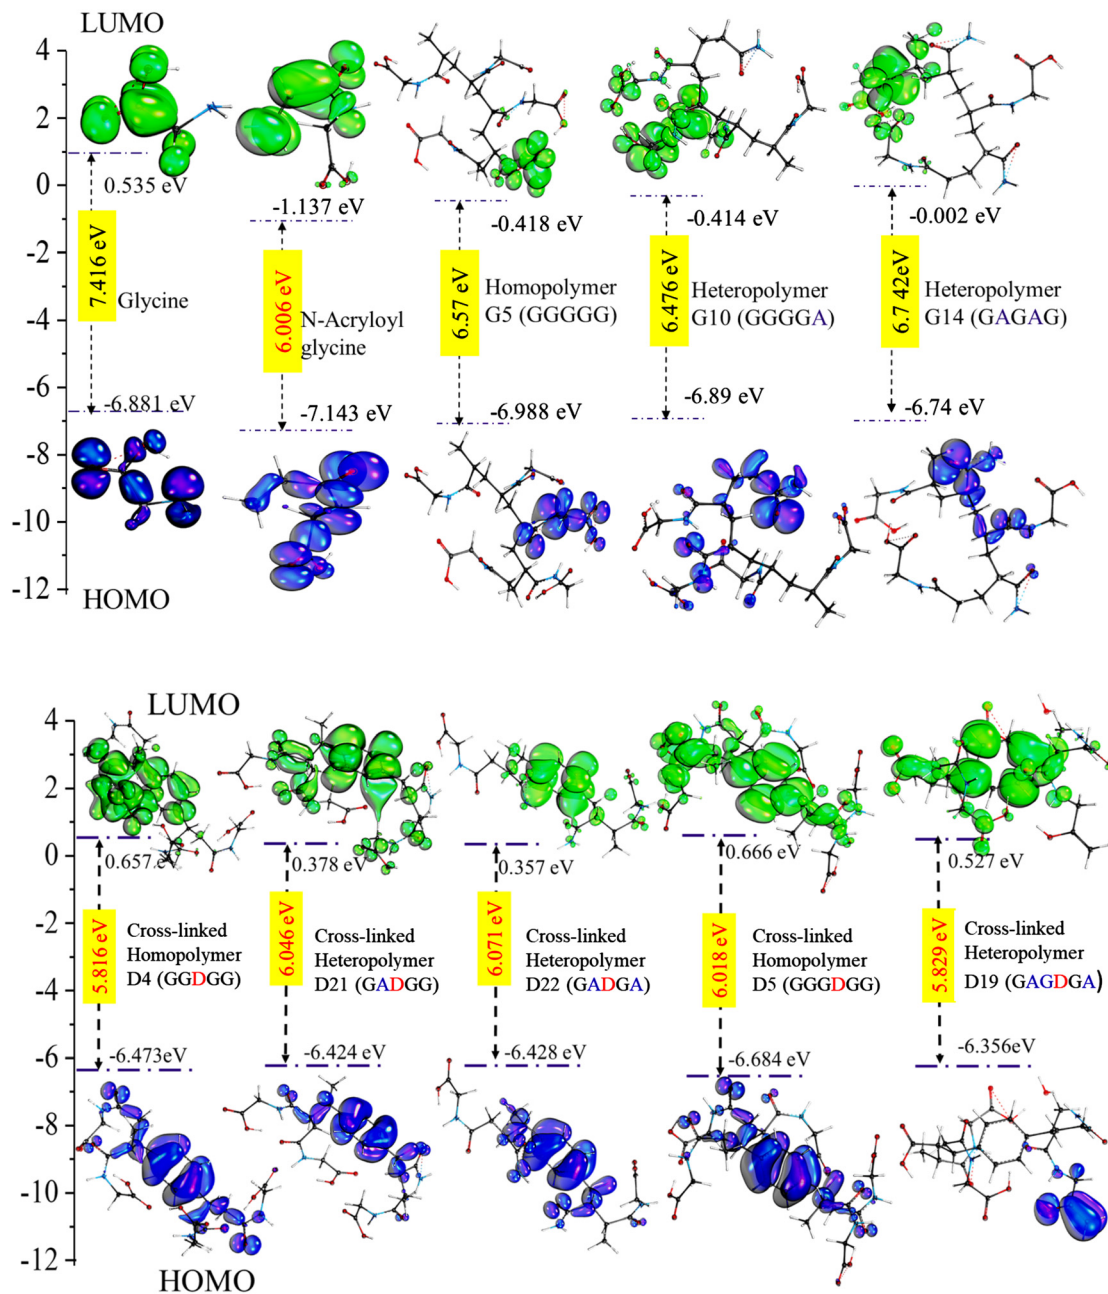 LUMO
4
2
0
-2
-4
-6
-8
-10
-12
HOMO
0.535 eV
7.416 eV
Glycine
-6.881 eV
-1.137 eV
6.006 eV
N-Acryloyl
glycine
-7.143 eV
-0.418 eV
6.57 eV
Homopolymer
G5 (GGGGG)
-6.988 eV
-0.414 eV
6.476 eV
Heteropolymer
G10 (GGGGA)
-6.89 eV
-0.002 eV
6.7 42eV
Heteropolymer
G14 (GAGAG)
-6.74 eV
LUMO
4
2
0
-2
-4
-6
-8
-10
-12
HOMO
0.657 eV
5.816 eV
Cross-linked
Homopolymer
D4 (GGDGG)
-6.473eV
0.378 eV
6.046 eV
Cross-linked
Heteropolymer
D21 (GADGG)
-6.424 eV
0.357 eV
6.071 eV
Cross-linked
Heteropolymer
D22 (GADGA)
-6.428 eV
0.666 eV
6.018 eV
Cross-linked
Homopolymer
D5 (GGGDGG)
-6.684 eV
0.527 eV
5.829 eV
Cross-linked
Heteropolymer
D19 (GAGDGA)
-6.356eV